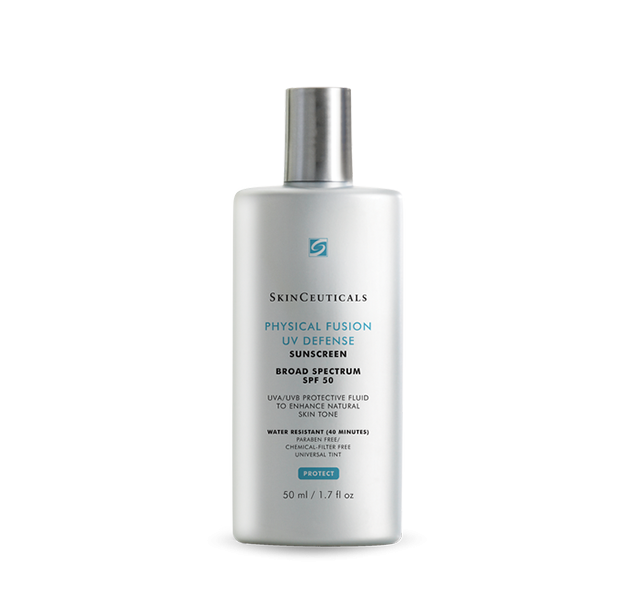 SKINCEUTICALS
PHYSICAL FUSION
UV DEFENSE
SUNSCREEN
BROAD SPECTRUM
SPF 50
UVA/UVB PROTECTIVE FLUID
TO ENHANCE NATURAL
SKIN TONE
WATER RESISTANT (40 MINUTES)
PARABEN FREE/
CHEMICAL-FILTER FREE
UNIVERSAL TINT
PROTECT
50 ml / 1.7 fl oz